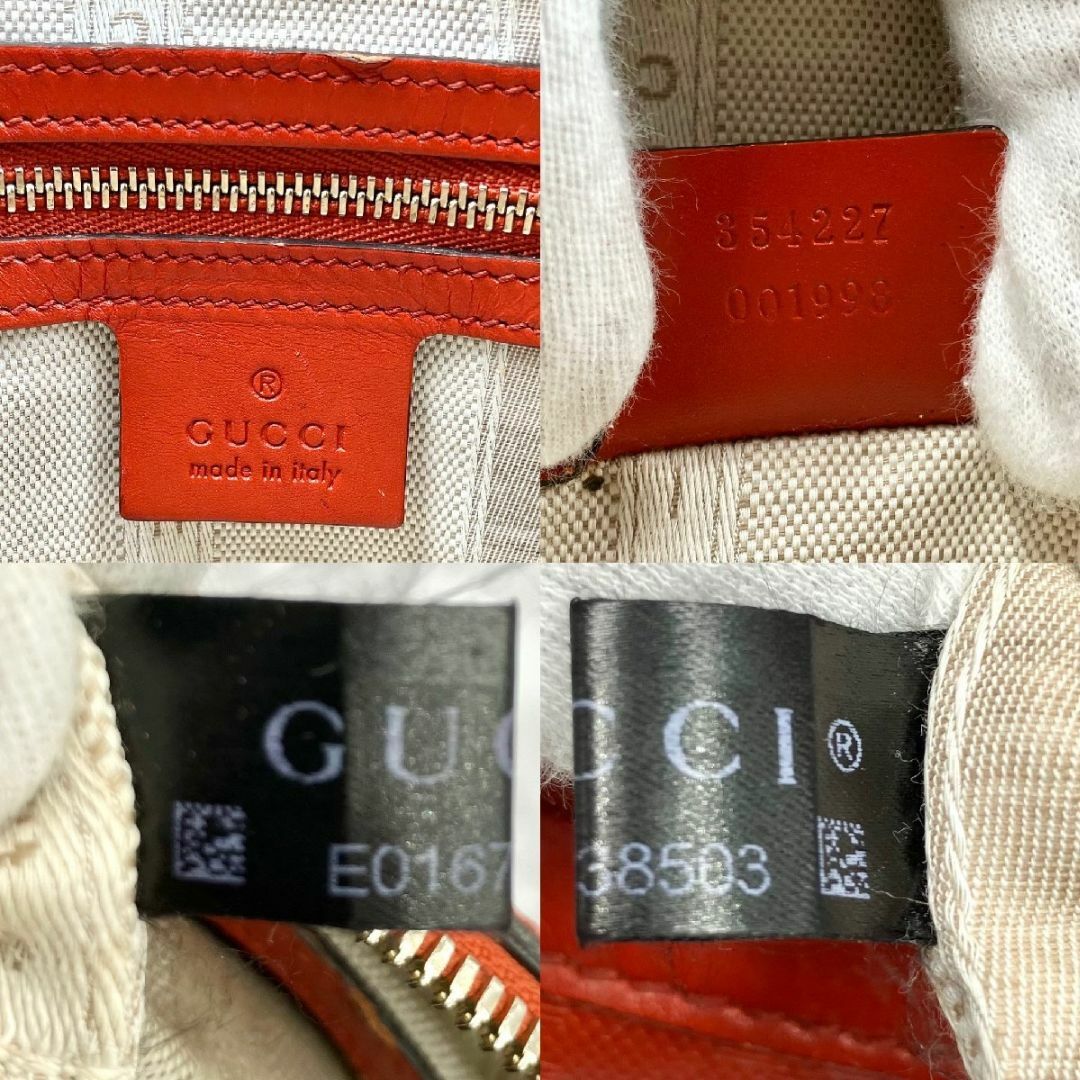 ®
GUCCI
made in italy
354227
001998
GUC
E0167
CCI®
38503